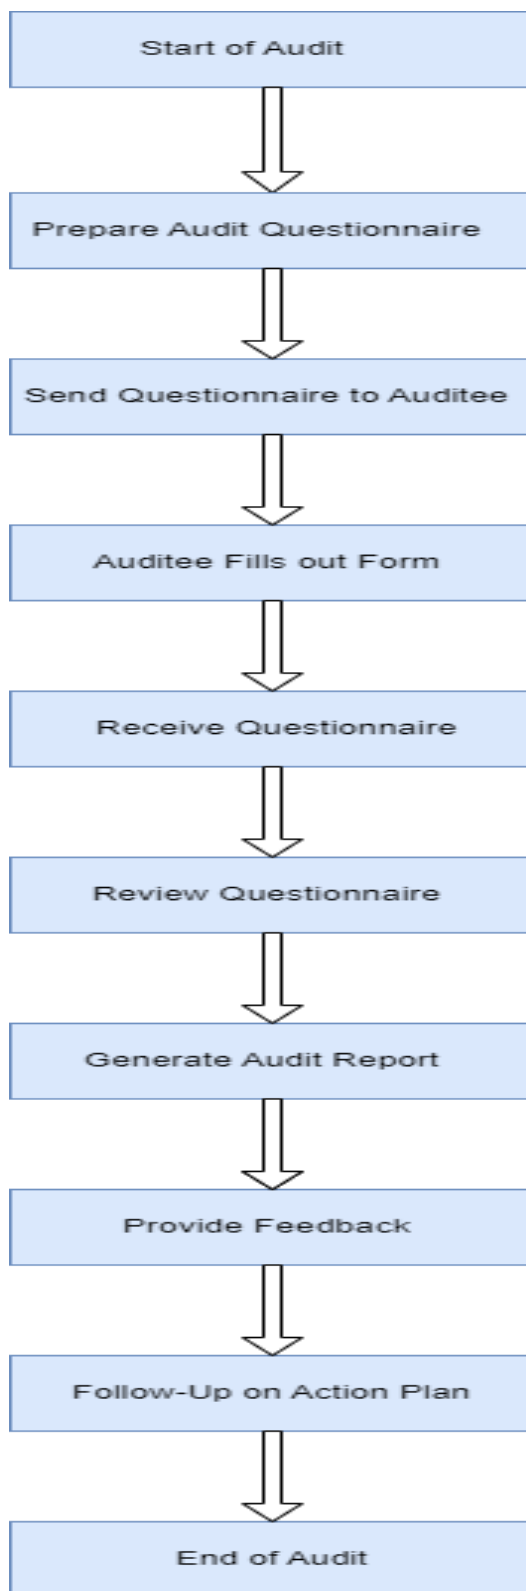 Start of Audit
Prepare Audit Questionnaire
Send Questionnaire to Auditee
Auditee Fills out Form
Receive Questionnaire
Review Questionnaire
Generate Audit Report
Provide Feedback
Follow-Up on Action Plan
End of Audit